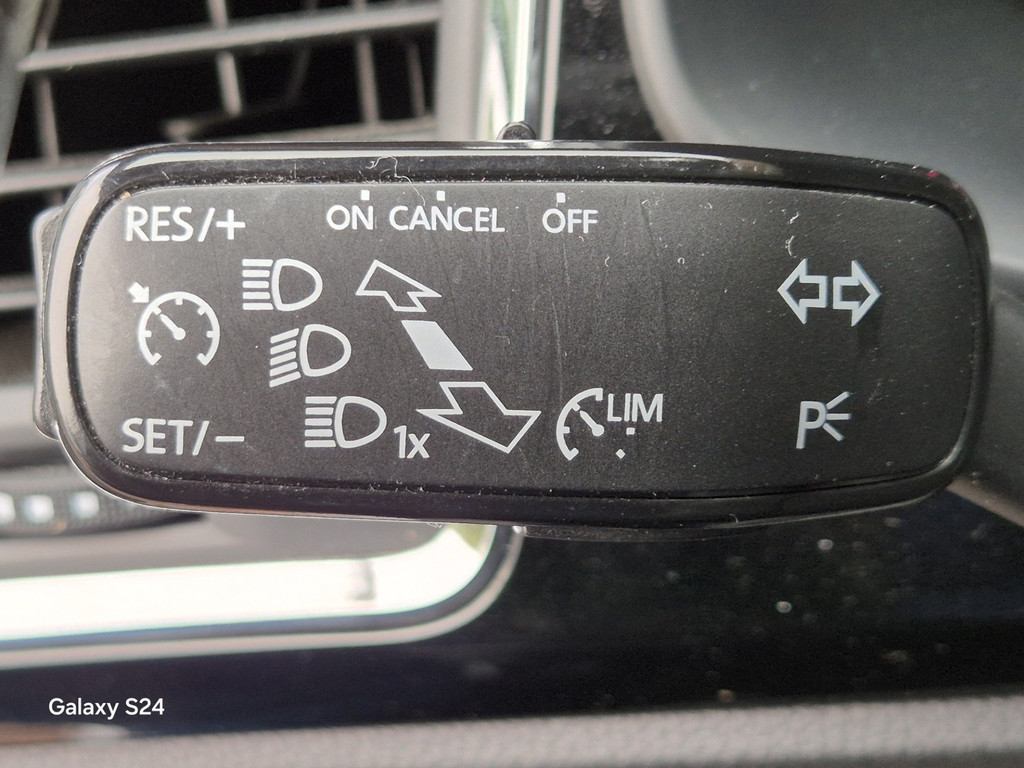 RES/+ ON CANCEL OFF
SET/- 1x LIM P
Galaxy S24